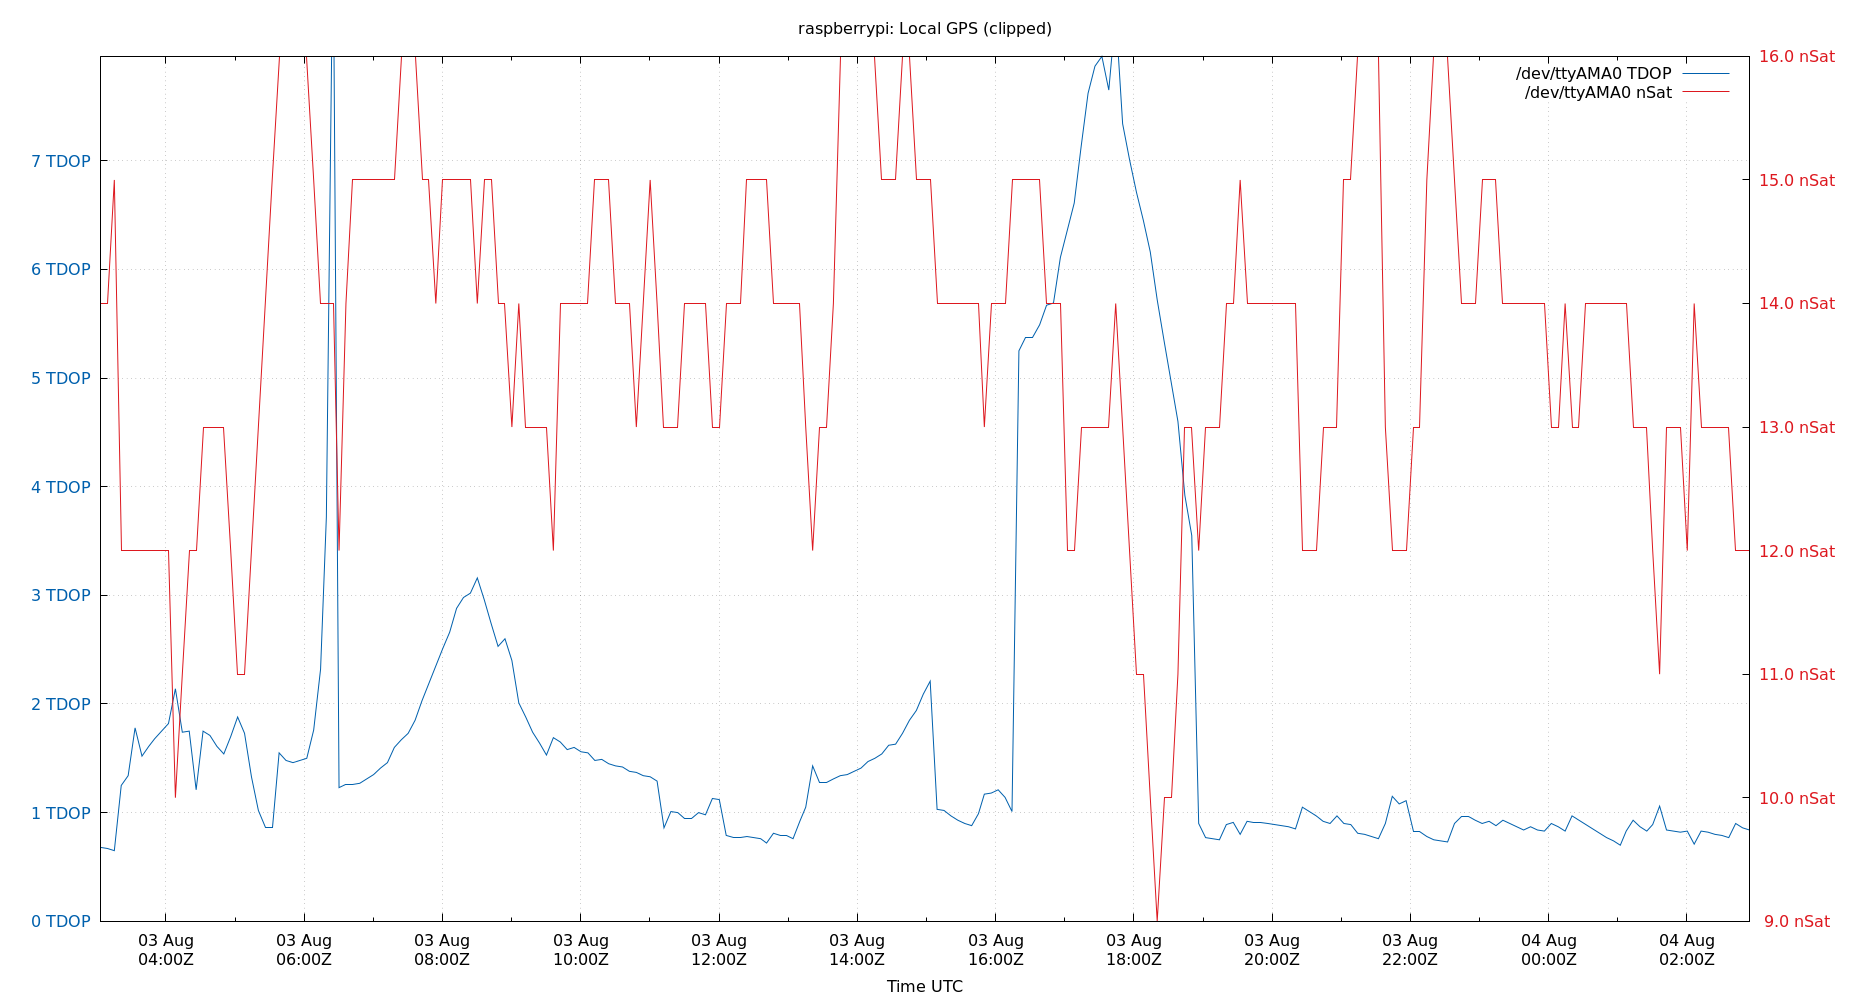 raspberrypi: Local GPS (clipped)
/dev/ttyAMA0 TDOP
/dev/ttyAMA0 nSat
7 TDOP
6 TDOP
5 TDOP
4 TDOP
3 TDOP
2 TDOP
1 TDOP
0 TDOP
16.0 nSat
15.0 nSat
14.0 nSat
13.0 nSat
12.0 nSat
11.0 nSat
10.0 nSat
9.0 nSat
03 Aug
04:00Z
03 Aug
06:00Z
03 Aug
08:00Z
03 Aug
10:00Z
03 Aug
12:00Z
03 Aug
14:00Z
03 Aug
16:00Z
03 Aug
18:00Z
03 Aug
20:00Z
03 Aug
22:00Z
04 Aug
00:00Z
04 Aug
02:00Z
Time UTC